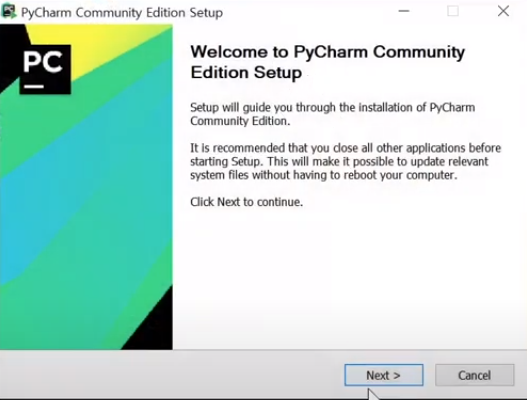 PyCharm Community Edition Setup
PC
Welcome to PyCharm Community
Edition Setup
Setup will guide you through the installation of PyCharm
Community Edition.
It is recommended that you close all other applications before
starting Setup. This will make it possible to update relevant
system files without having to reboot your computer.
Click Next to continue.
Next >
Cancel